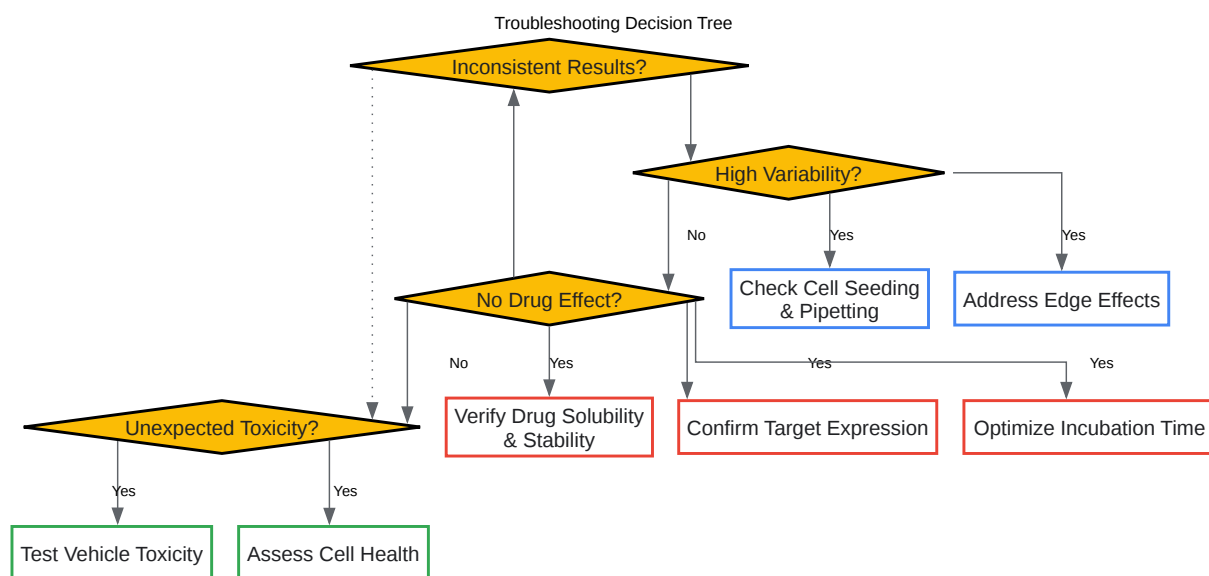 Troubleshooting Decision Tree
Inconsistent Results?
High Variability?
No
Yes
Yes
Check Cell Seeding
& Pipetting
Address Edge Effects
No Drug Effect?
No
Yes
Yes
Yes
Verify Drug Solubility
& Stability
Confirm Target Expression
Optimize Incubation Time
Unexpected Toxicity?
Yes
Yes
Test Vehicle Toxicity
Assess Cell Health